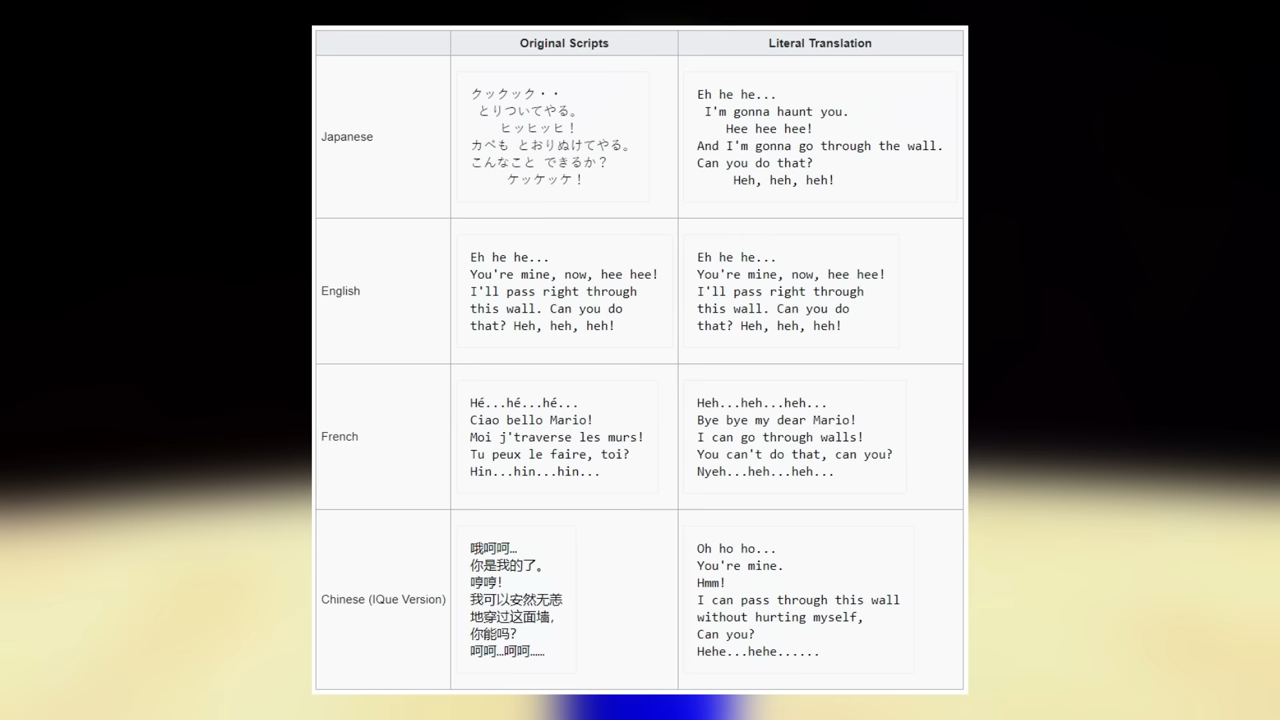 Original Scripts
Literal Translation
Japanese
クックック・・
とりついてやる。
ヒッヒッヒ！
カベも とおりぬけてやる。
こんなこと できるか？
ケッケッケ！
Eh he he...
I'm gonna haunt you.
Hee hee hee!
And I'm gonna go through the wall.
Can you do that?
Heh, heh, heh!
English
Eh he he...
You're mine, now, hee hee!
I'll pass right through
this wall. Can you do
that? Heh, heh, heh!
Eh he he...
You're mine, now, hee hee!
I'll pass right through
this wall. Can you do
that? Heh, heh, heh!
French
Hé...hé...hé...
Ciao bello Mario!
Moi j'traverse les murs!
Tu peux le faire, toi?
Hin...hin...hin...
Heh...heh...heh...
Bye bye my dear Mario!
I can go through walls!
You can't do that, can you?
Nyeh...heh...heh...
Chinese (IQue Version)
哦呵呵…
你是我的了。
哼哼！
我可以安然无恙
地穿过这面墙，
你能吗？
呵呵…呵呵……
Oh ho ho...
You're mine.
Hmm!
I can pass through this wall
without hurting myself,
Can you?
Hehe...hehe......